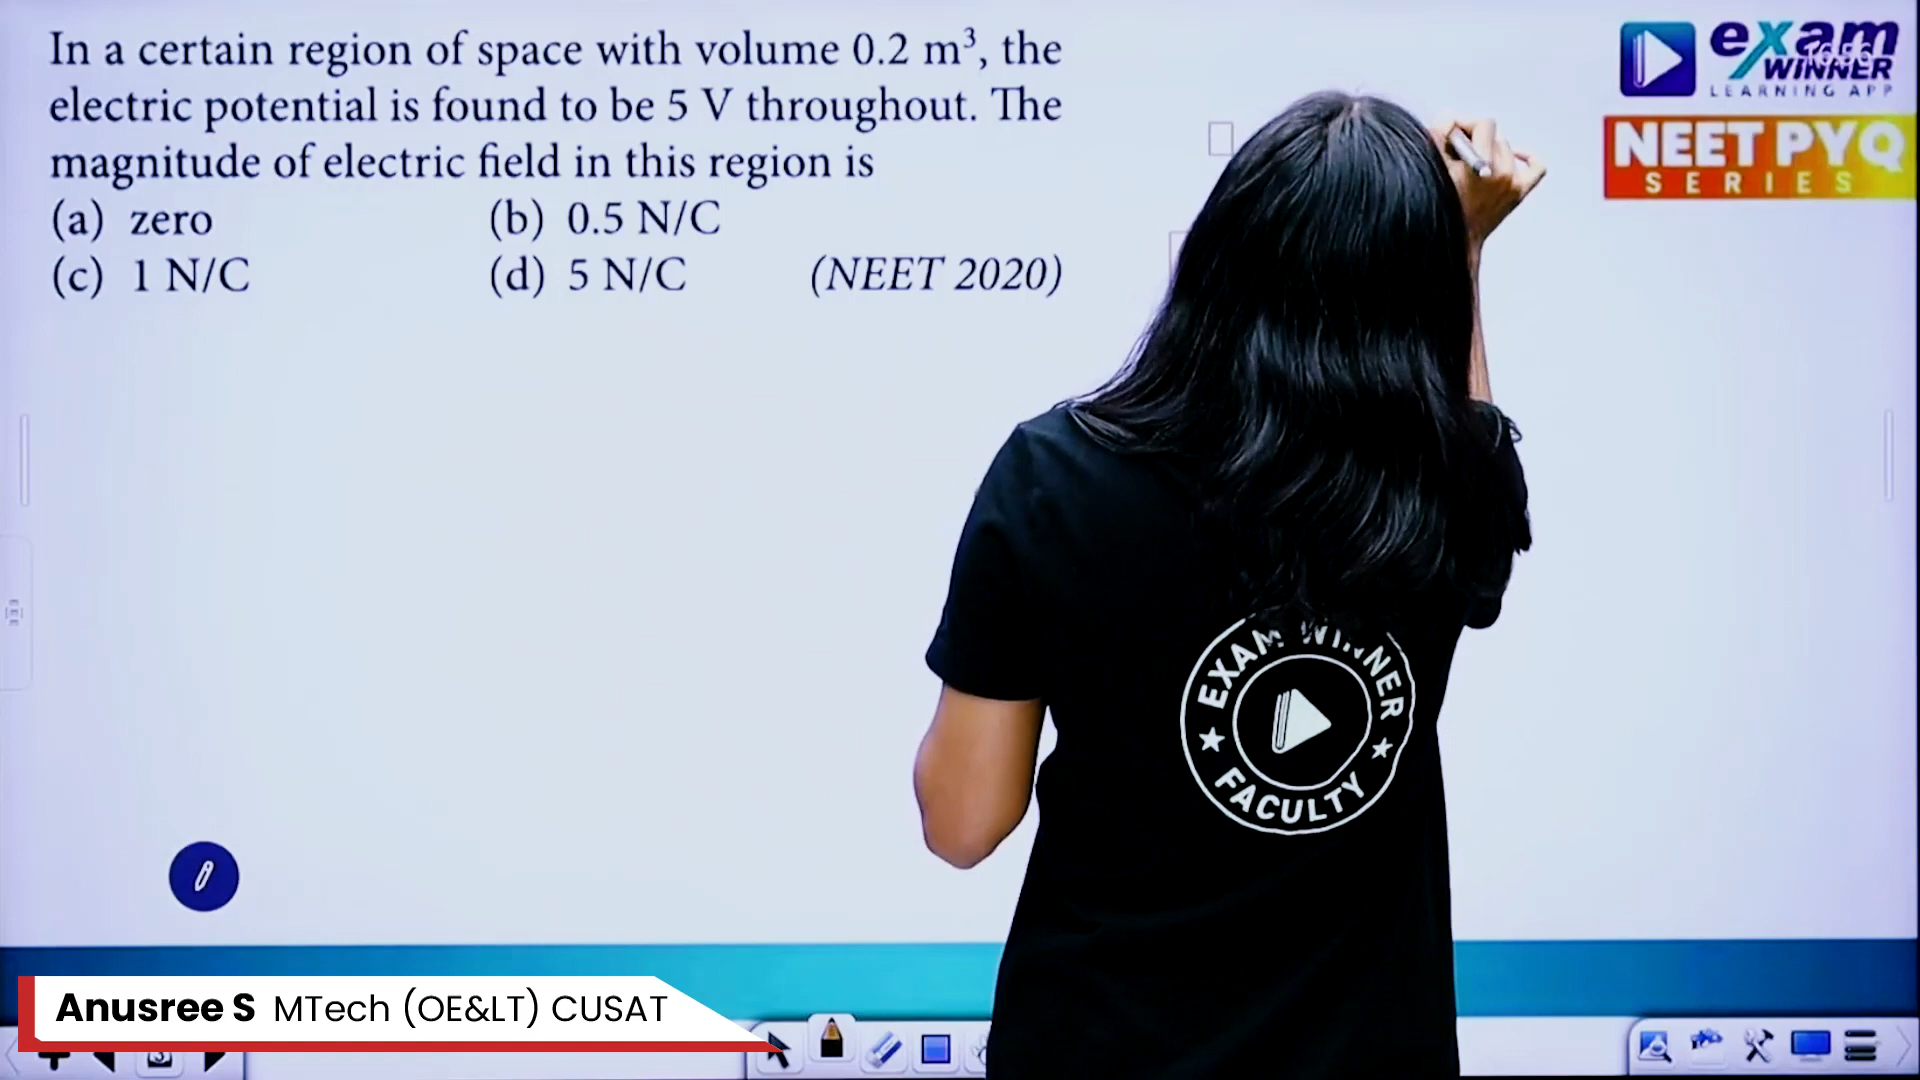 In a certain region of space with volume 0.2 m³, the
electric potential is found to be 5 V throughout. The
magnitude of electric field in this region is
(a) zero (b) 0.5 N/C
(c) 1 N/C (d) 5 N/C (NEET 2020)
exam
WINNER
LEARNING APP
NEET PYQ
SERIES
EXAM WINNER
FACULTY
Anusree S MTech (OE&LT) CUSAT